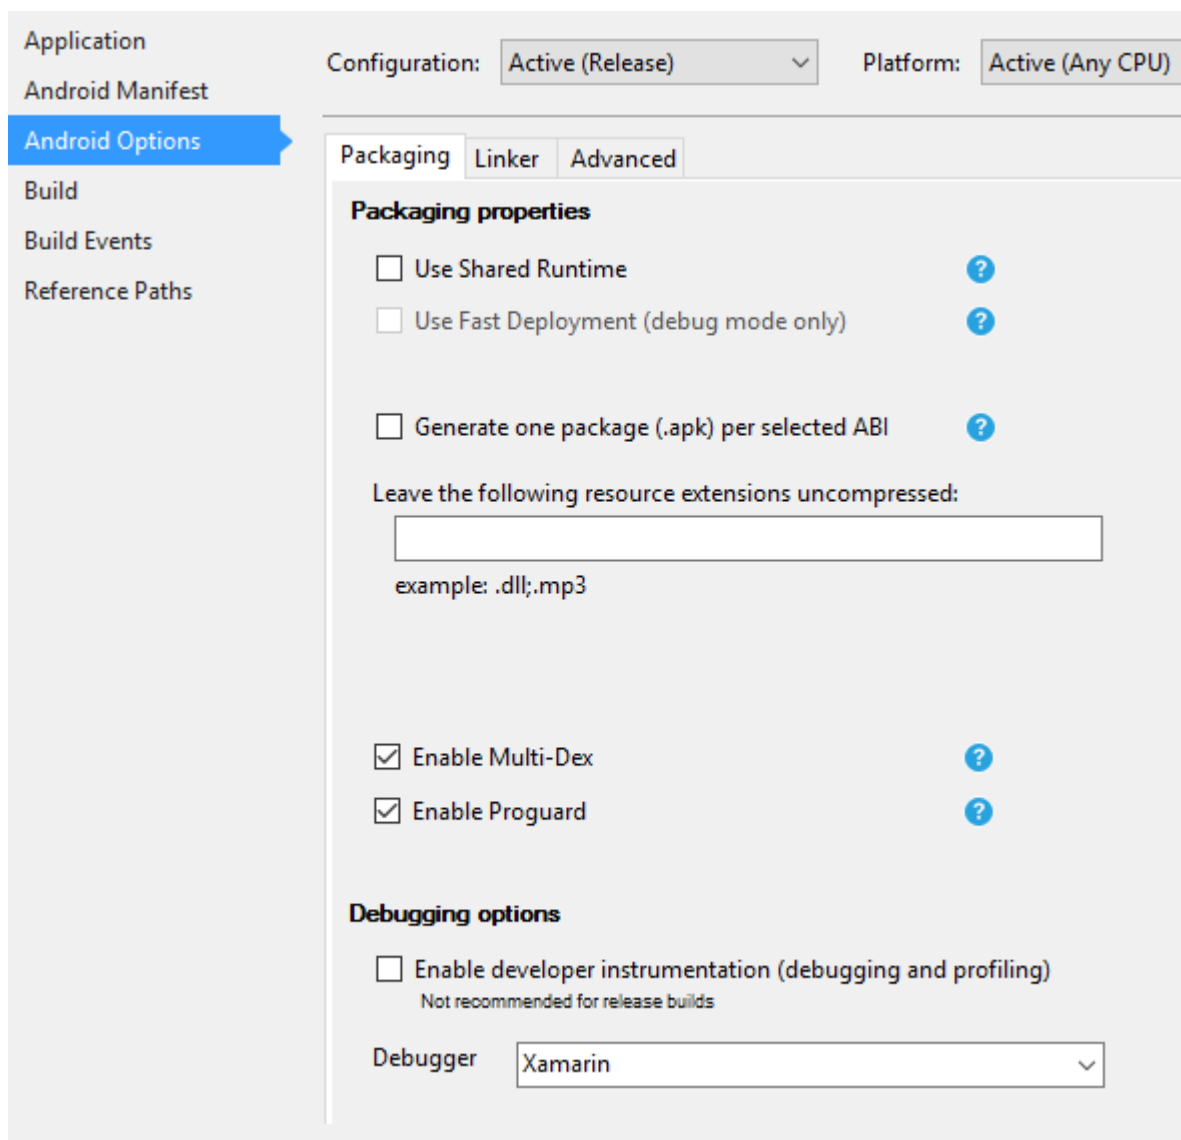 Application
Android Manifest
Android Options
Build
Build Events
Reference Paths
Configuration: Active (Release) Platform: Active (Any CPU)
Packaging Linker Advanced
Packaging properties
Use Shared Runtime ?
Use Fast Deployment (debug mode only) ?
Generate one package (.apk) per selected ABI ?
Leave the following resource extensions uncompressed:
example: .dll;.mp3
Enable Multi-Dex ?
Enable Proguard ?
Debugging options
Enable developer instrumentation (debugging and profiling)
Not recommended for release builds
Debugger Xamarin